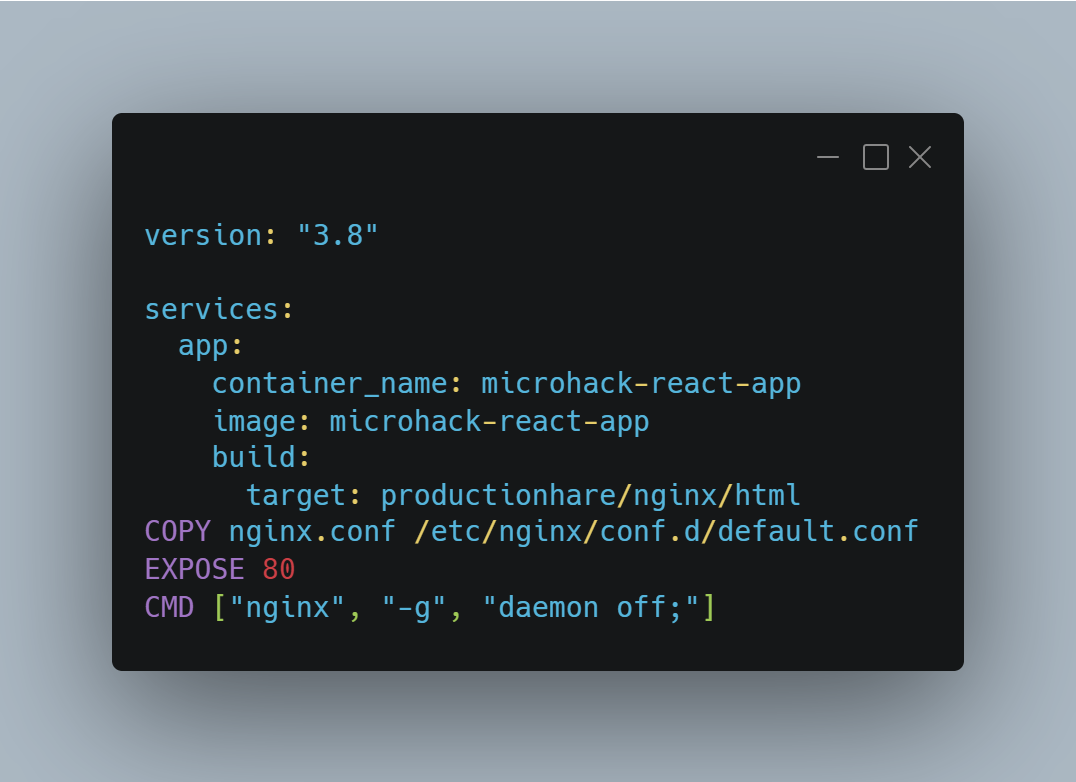 version: "3.8"

services:
  app:
    container_name: microhack-react-app
    image: microhack-react-app
    build:
      target: productionhare/nginx/html
COPY nginx.conf /etc/nginx/conf.d/default.conf
EXPOSE 80
CMD ["nginx", "-g", "daemon off;"]